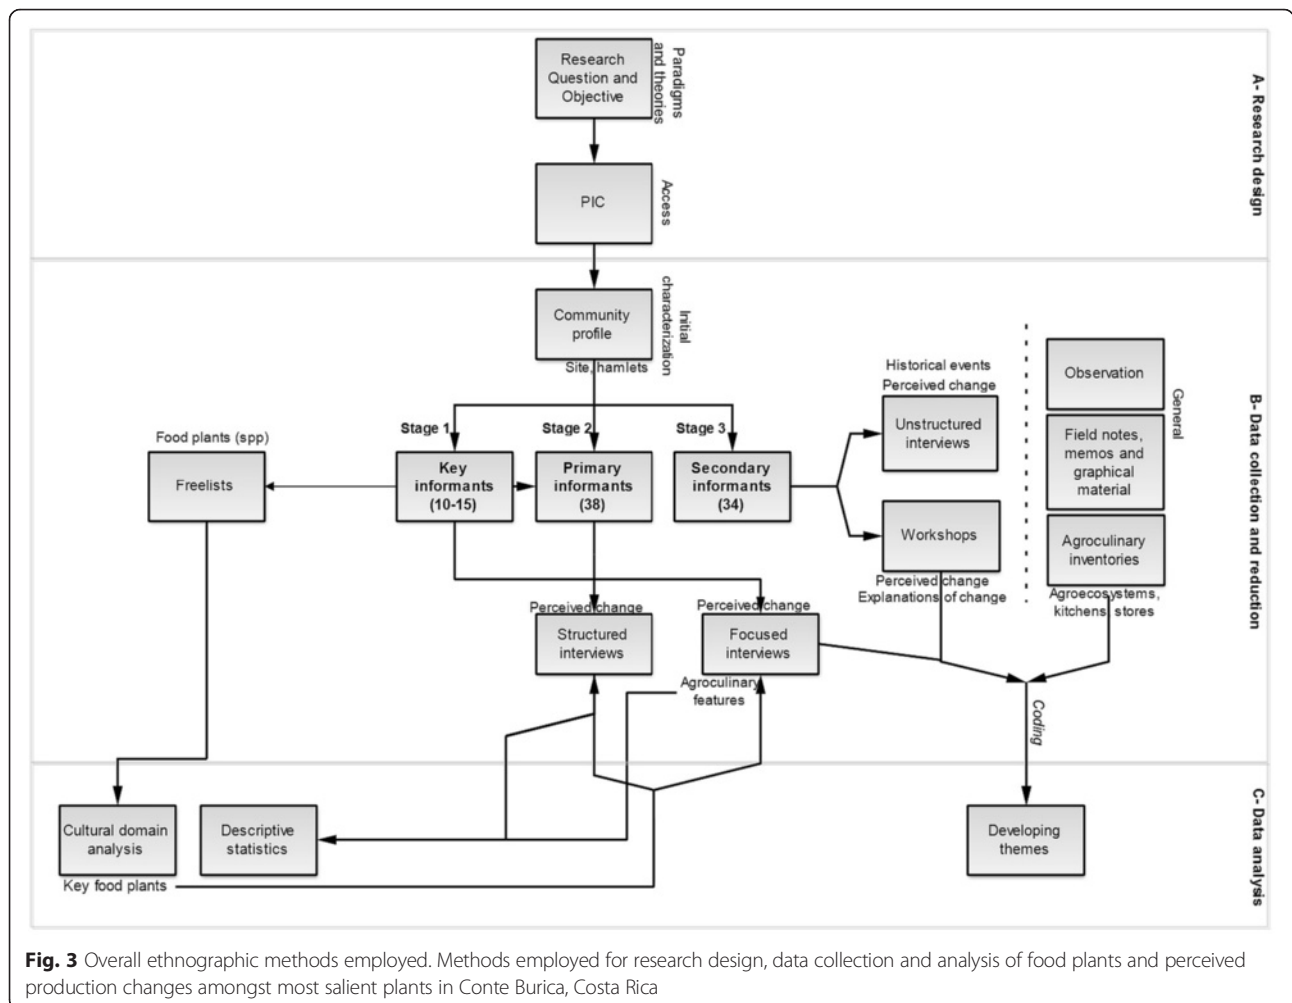 Research
Question and
Objective
Paradigms
and theories
A- Research design
PIC
Access
Community
profile
Initial
characterization
Site, hamlets
Historical events
Perceived change
Observation
General
B- Data collection and reduction
Stage 1
Stage 2
Stage 3
Unstructured
interviews
Field notes,
memos and
graphical
material
Food plants (spp)
Freelists
Key
informants
(10-15)
Primary
informants
(38)
Secondary
informants
(34)
Workshops
Agroculinary
inventories
Perceived change
Explanations of change
Agroecosystems,
kitchens, stores
Perceived change
Structured
interviews
Perceived change
Focused
interviews
Agroculinary
features
Coding
C- Data analysis
Cultural domain
analysis
Descriptive
statistics
Developing
themes
Key food plants
Fig. 3 Overall ethnographic methods employed. Methods employed for research design, data collection and analysis of food plants and perceived
production changes amongst most salient plants in Conte Burica, Costa Rica